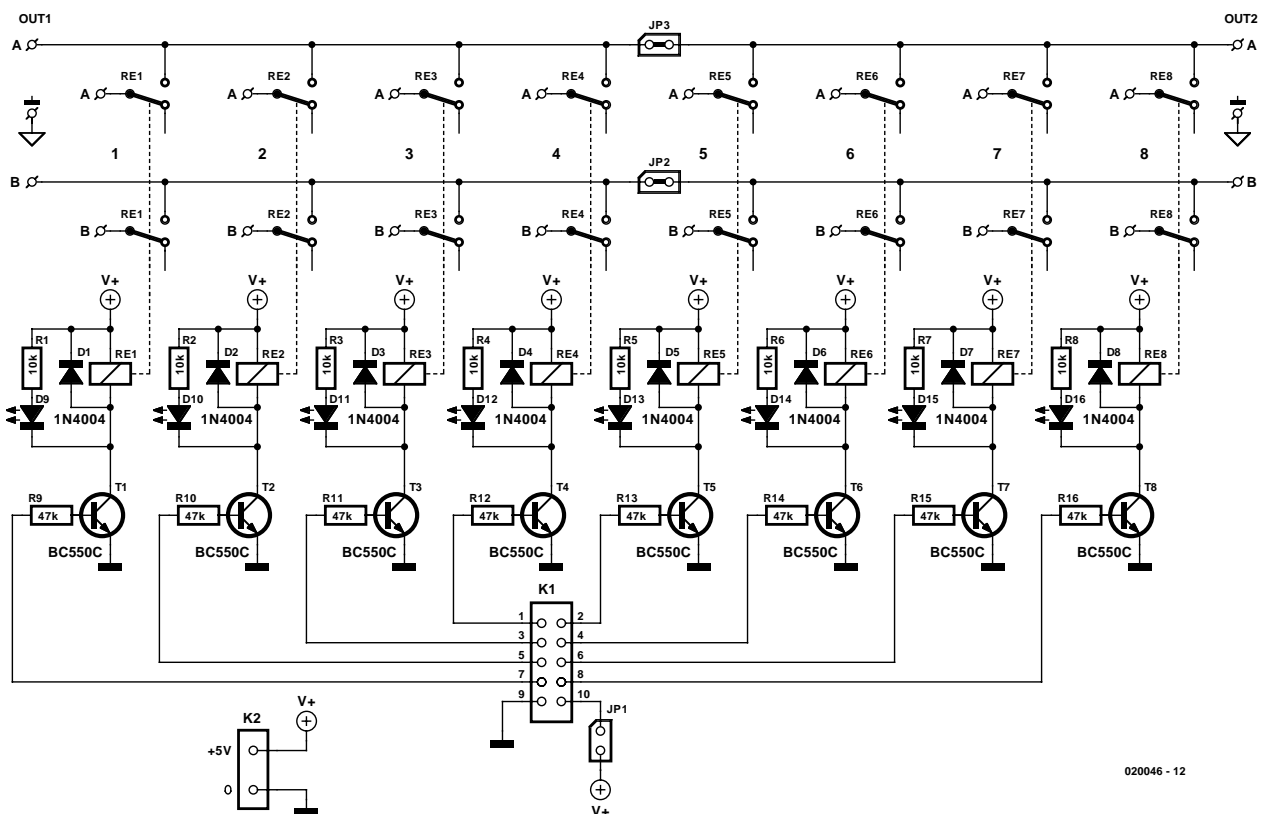 OUT1 JP3 OUT2
A A
RE1 RE2 RE3 RE4 RE5 RE6 RE7 RE8
A A A A A A A A
1 2 3 4 JP2 5 6 7 8
B B
RE1 RE2 RE3 RE4 RE5 RE6 RE7 RE8
B B B B B B B B
V+ V+ V+ V+ V+ V+ V+ V+
R1 D1 RE1 R2 D2 RE2 R3 D3 RE3 R4 D4 RE4 R5 D5 RE5 R6 D6 RE6 R7 D7 RE7 R8 D8 RE8
10k 10k 10k 10k 10k 10k 10k 10k
D9 D10 D11 D12 D13 D14 D15 D16
1N4004 1N4004 1N4004 1N4004 1N4004 1N4004 1N4004 1N4004
R9 T1 R10 T2 R11 T3 R12 T4 R13 T5 R14 T6 R15 T7 R16 T8
47k 47k 47k 47k 47k 47k 47k 47k
BC550C BC550C BC550C BC550C BC550C BC550C BC550C BC550C
K1
1 2
3 4
5 6
7 8
9 10
JP1
V+
K2 V+
+5V
0
020046 - 12